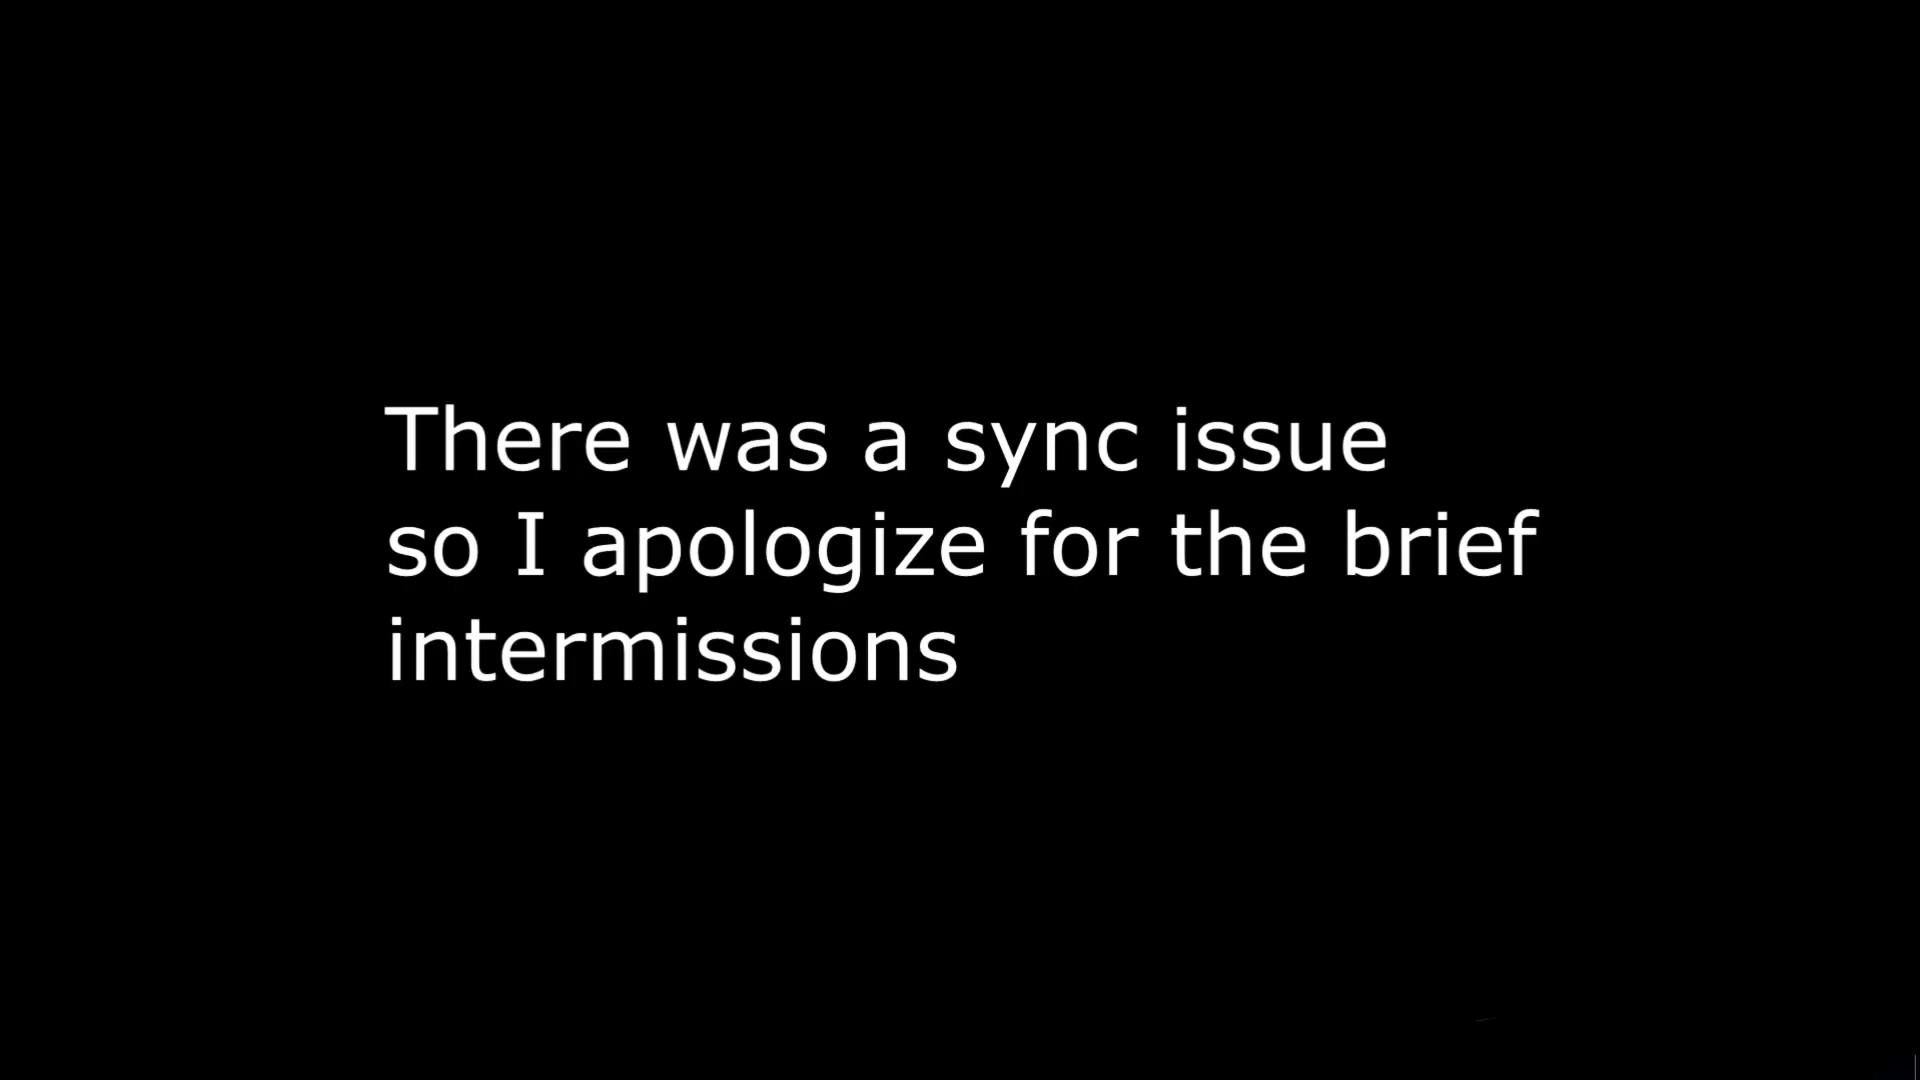 There was a sync issue
so I apologize for the brief
intermissions